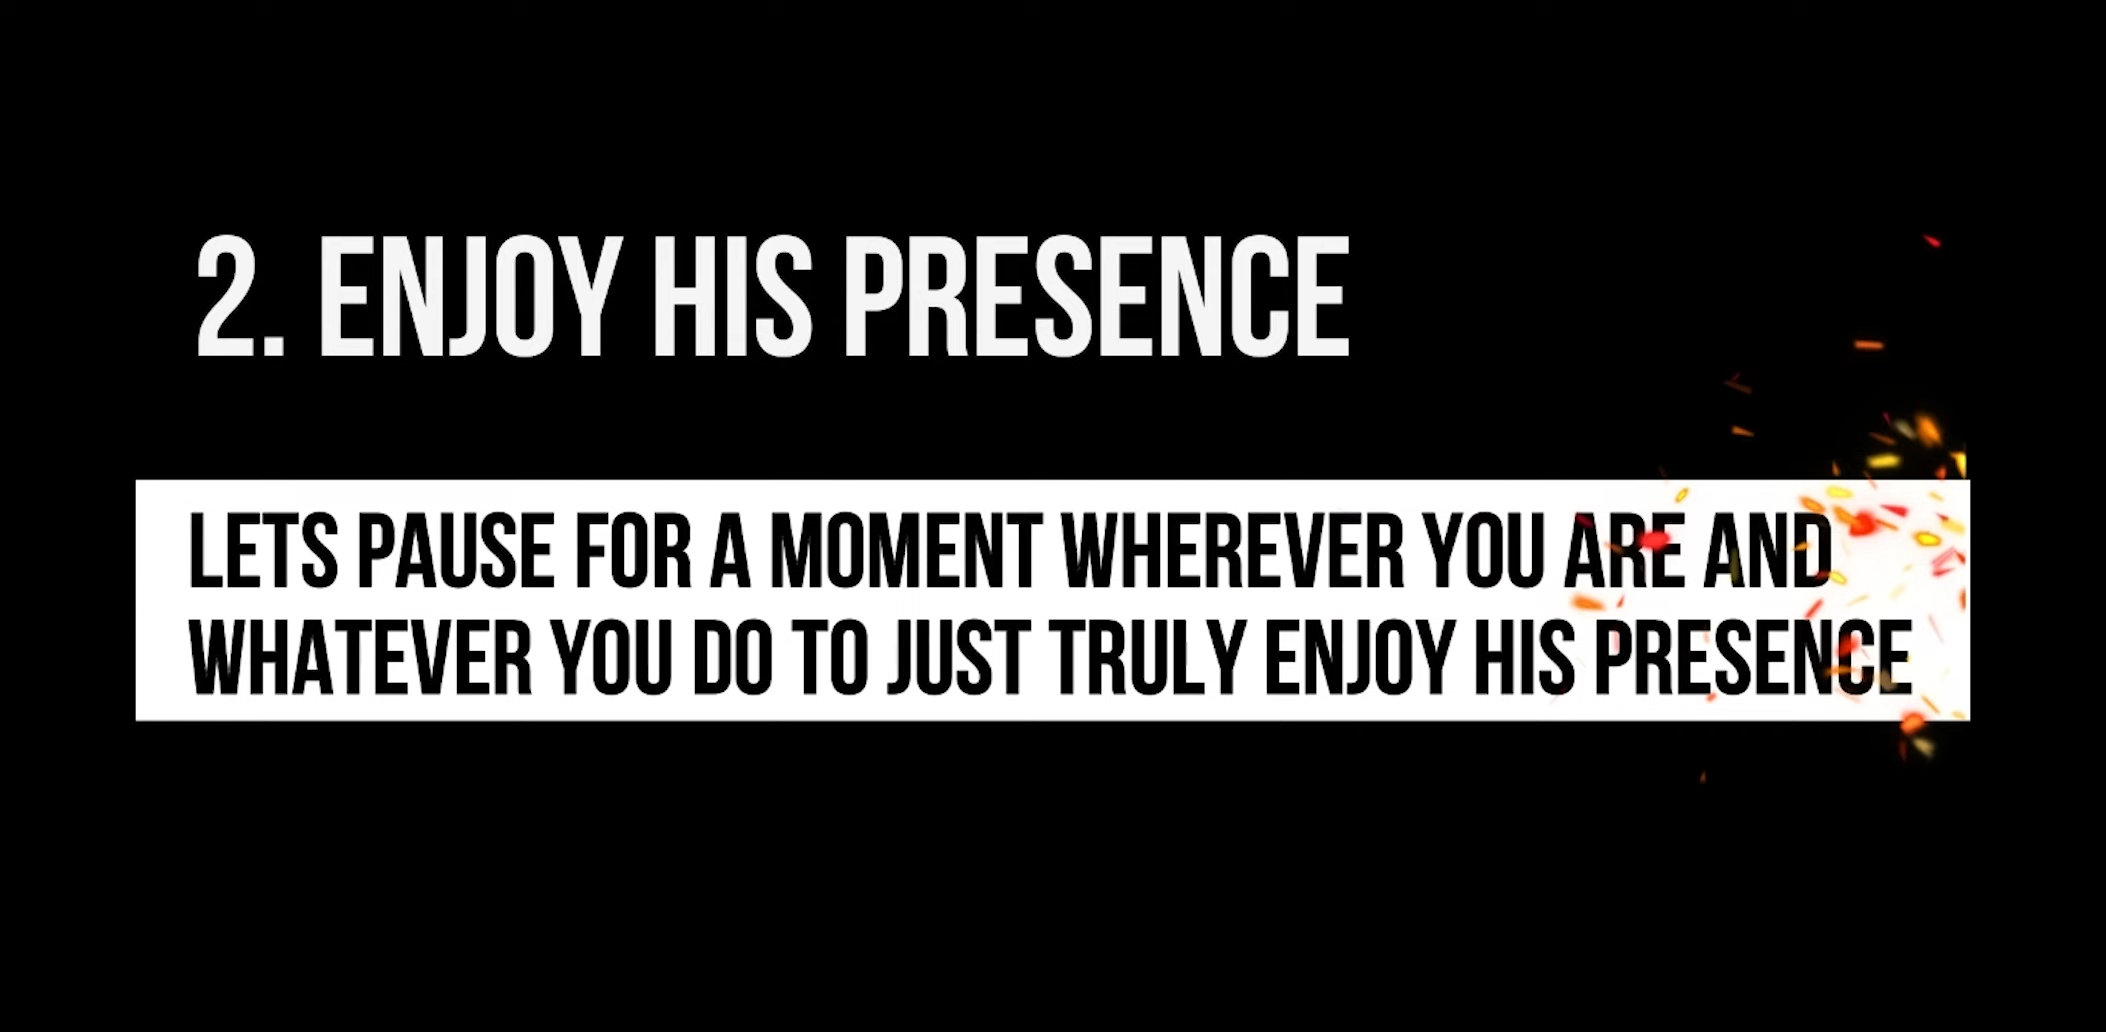 2. ENJOY HIS PRESENCE
LETS PAUSE FOR A MOMENT WHEREVER YOU ARE AND
WHATEVER YOU DO TO JUST TRULY ENJOY HIS PRESENCE